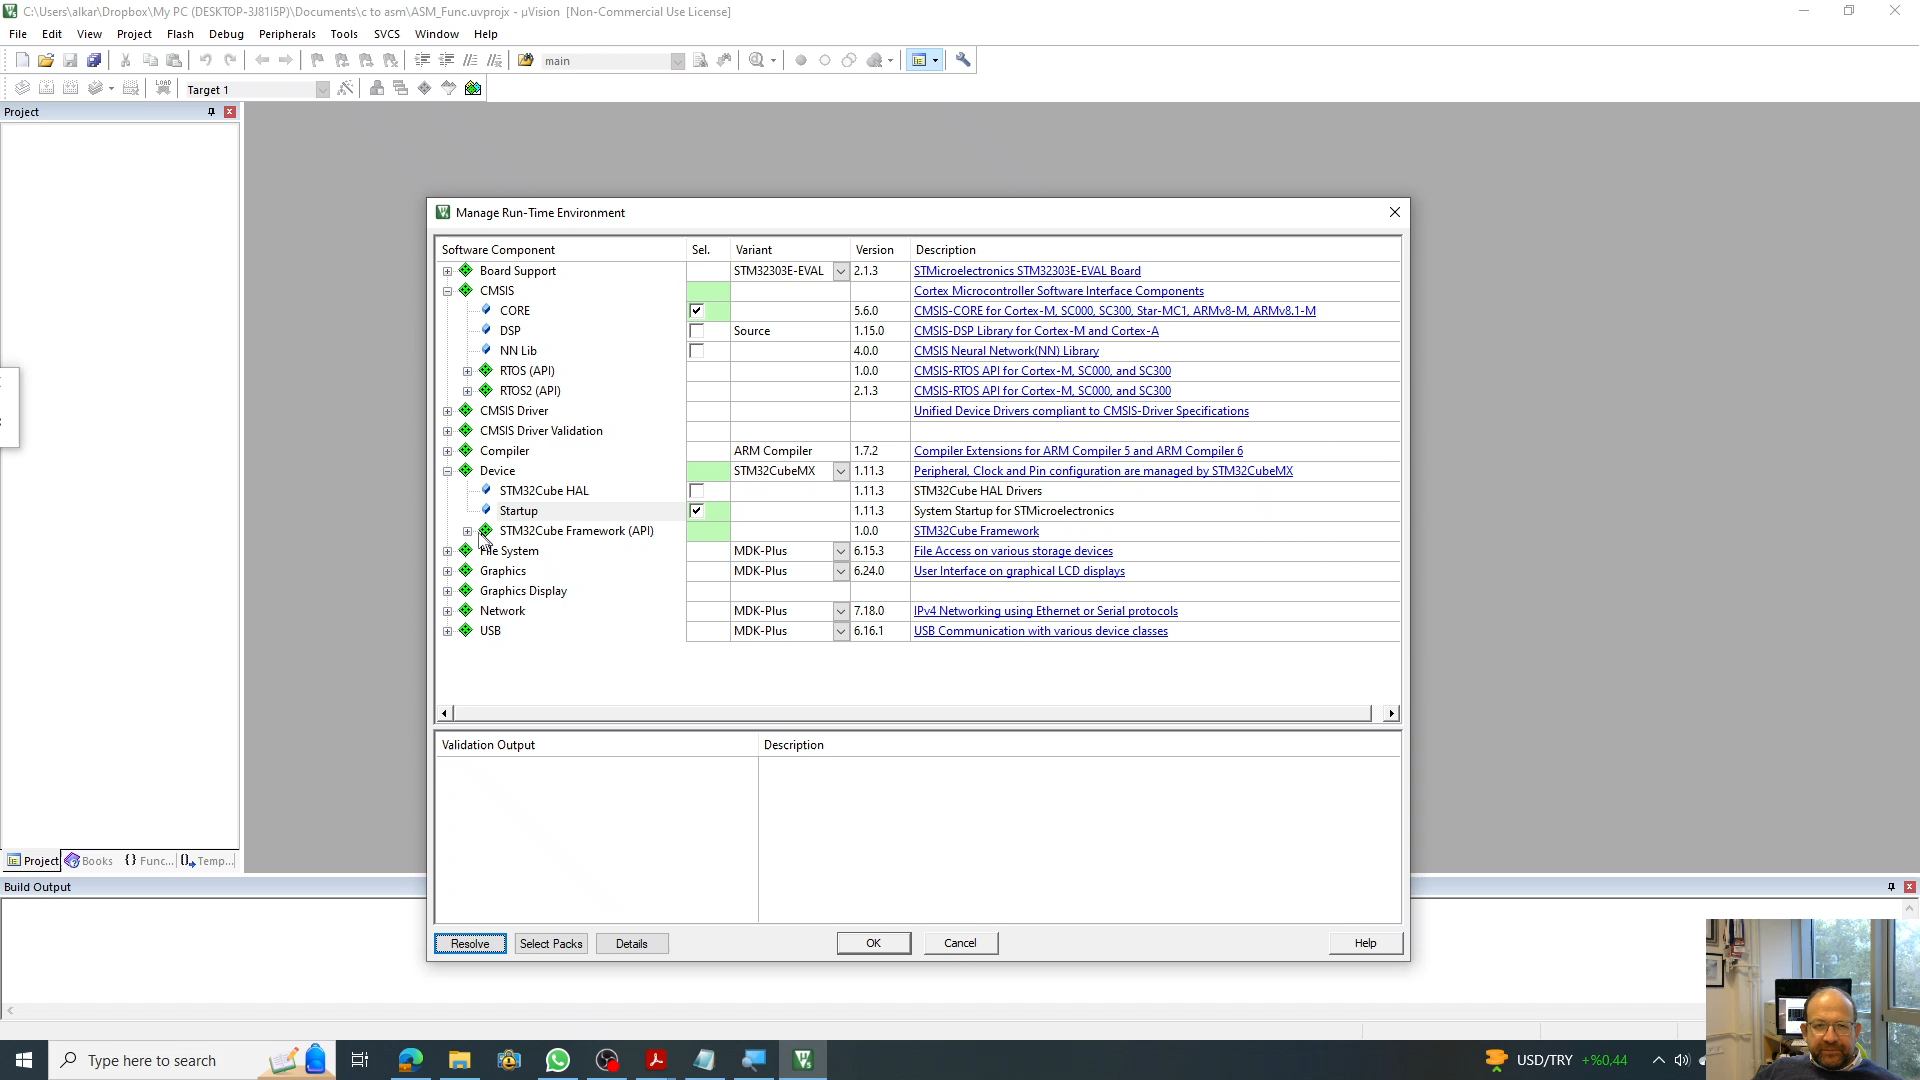 C:\Users\alkar\Dropbox\My PC (DESKTOP-3J81I5P)\Documents\c to asm\ASM_Func.uvprojx - µVision [Non-Commercial Use License]
File Edit View Project Flash Debug Peripherals Tools SVCS Window Help
main
LOAD
Target 1
Project
Manage Run-Time Environment
Software Component Sel. Variant Version Description
Board Support STM32303E-EVAL 2.1.3 STMicroelectronics STM32303E-EVAL Board
CMSIS Cortex Microcontroller Software Interface Components
CORE 5.6.0 CMSIS-CORE for Cortex-M, SC000, SC300, Star-MC1, ARMv8-M, ARMv8.1-M
DSP Source 1.15.0 CMSIS-DSP Library for Cortex-M and Cortex-A
NN Lib 4.0.0 CMSIS Neural Network(NN) Library
RTOS (API) 1.0.0 CMSIS-RTOS API for Cortex-M, SC000, and SC300
RTOS2 (API) 2.1.3 CMSIS-RTOS API for Cortex-M, SC000, and SC300
CMSIS Driver Unified Device Drivers compliant to CMSIS-Driver Specifications
CMSIS Driver Validation
Compiler ARM Compiler 1.7.2 Compiler Extensions for ARM Compiler 5 and ARM Compiler 6
Device STM32CubeMX 1.11.3 Peripheral, Clock and Pin configuration are managed by STM32CubeMX
STM32Cube HAL 1.11.3 STM32Cube HAL Drivers
Startup 1.11.3 System Startup for STMicroelectronics
STM32Cube Framework (API) 1.0.0 STM32Cube Framework
File System MDK-Plus 6.15.3 File Access on various storage devices
Graphics MDK-Plus 6.24.0 User Interface on graphical LCD displays
Graphics Display
Network MDK-Plus 7.18.0 IPv4 Networking using Ethernet or Serial protocols
USB MDK-Plus 6.16.1 USB Communication with various device classes
Validation Output Description
Project Books {} Func... Temp...
Build Output
Resolve Select Packs Details OK Cancel Help
Type here to search
USD/TRY +%0,44